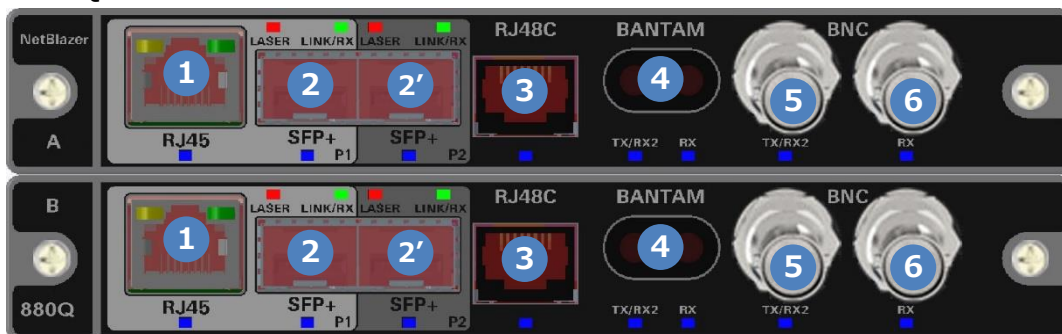 NetBlazer LASER LINK/RX LASER LINK/RX RJ48C BANTAM BNC
1 2 2’ 3 4 5 6
A RJ45 SFP+ P1 SFP+ P2 TX/RX2 RX TX/RX2 RX
B LASER LINK/RX LASER LINK/RX RJ48C BANTAM BNC
1 2 2’ 3 4 5 6
880Q RJ45 SFP+ P1 SFP+ P2 TX/RX2 RX TX/RX2 RX